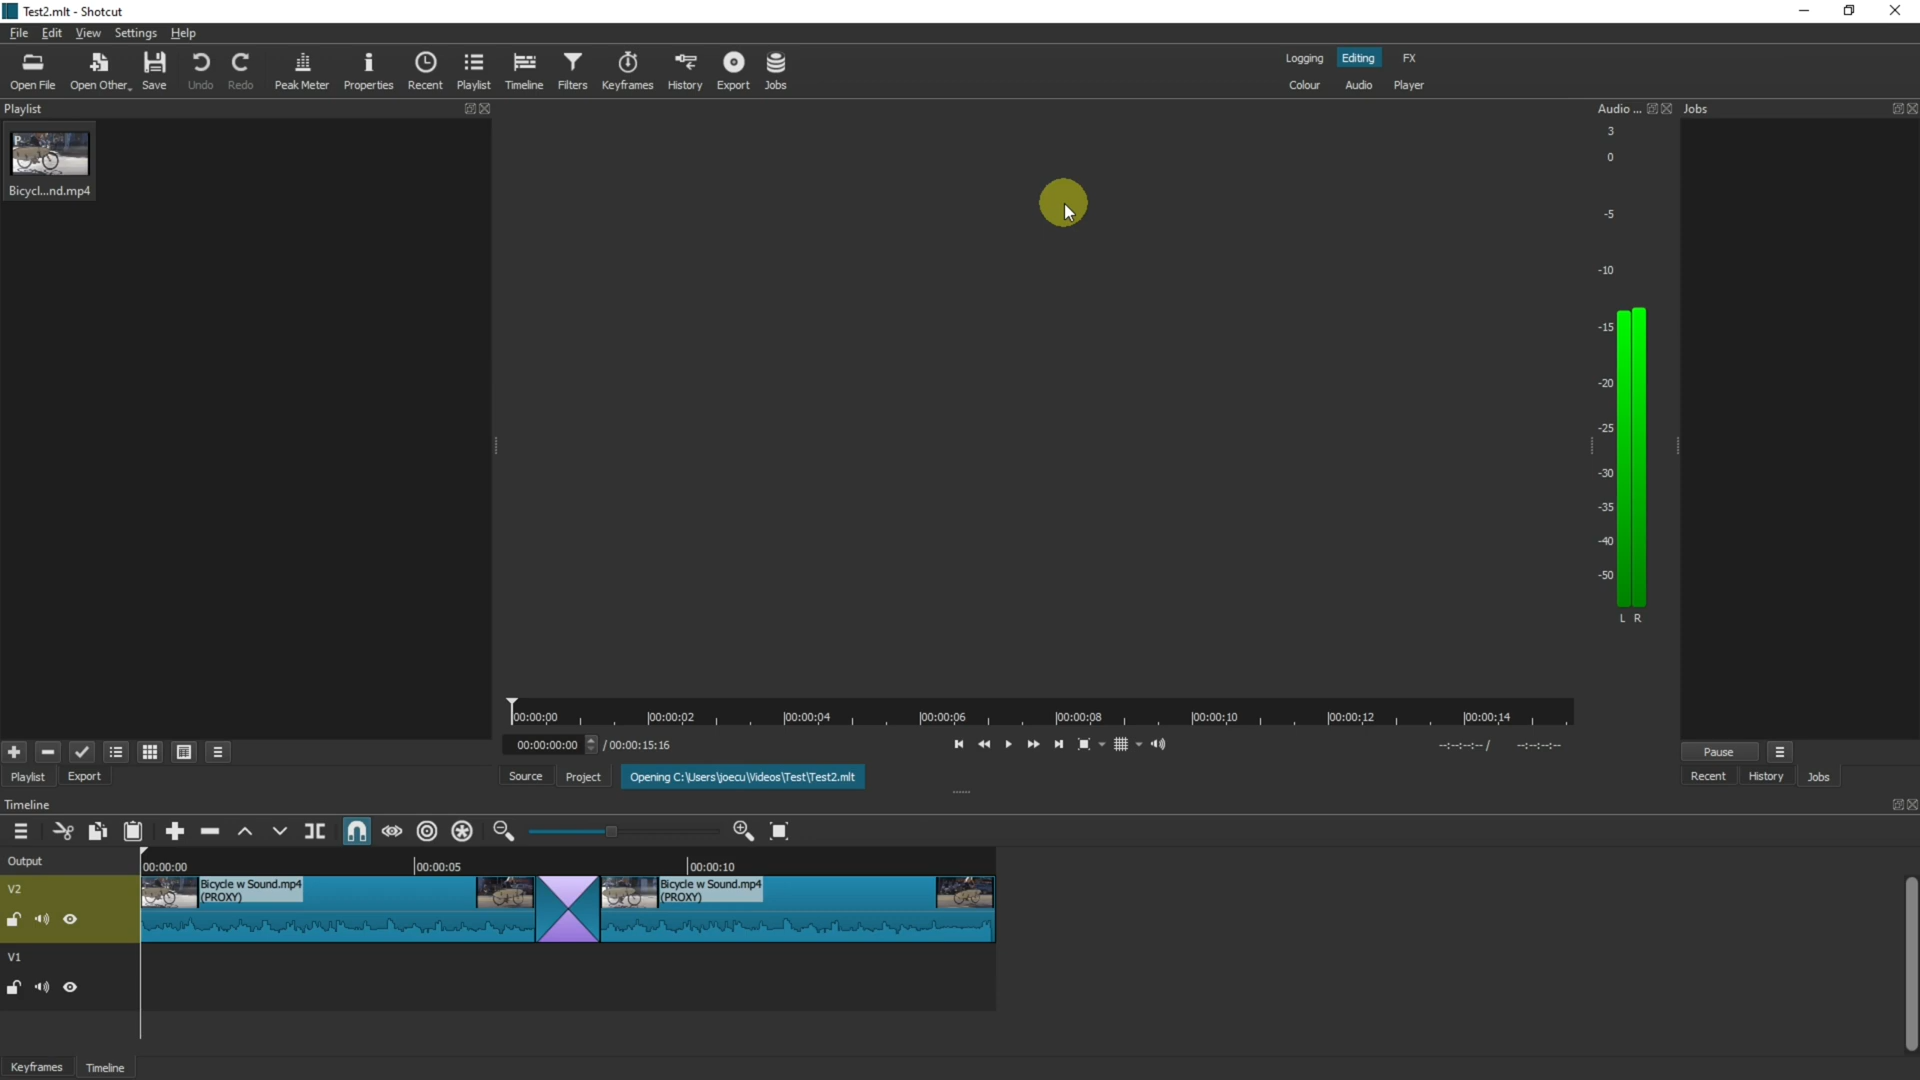 Test2.mlt - Shotcut
File Edit View Settings Help
Open File Open Other Save Undo Redo Peak Meter Properties Recent Playlist Timeline Filters Keyframes History Export Jobs
Logging Editing FX
Colour Audio Player
Playlist
Audio ...
Jobs
P
Bicycl...nd.mp4
3
0
-5
-10
-15
-20
-25
-30
-35
-40
-50
L R
00:00:00 00:00:02 00:00:04 00:00:06 00:00:08 00:00:10 00:00:12 00:00:14
00:00:00:00 / 00:00:15:16
--:--:--:-- / --:--:--:--
Pause
Playlist Export
Source Project Opening C:\Users\joecu\Videos\Test\Test2.mlt
Recent History Jobs
Timeline
Output
00:00:00 00:00:05 00:00:10
V2
Bicycle w Sound.mp4
(PROXY)
Bicycle w Sound.mp4
(PROXY)
V1
Keyframes Timeline